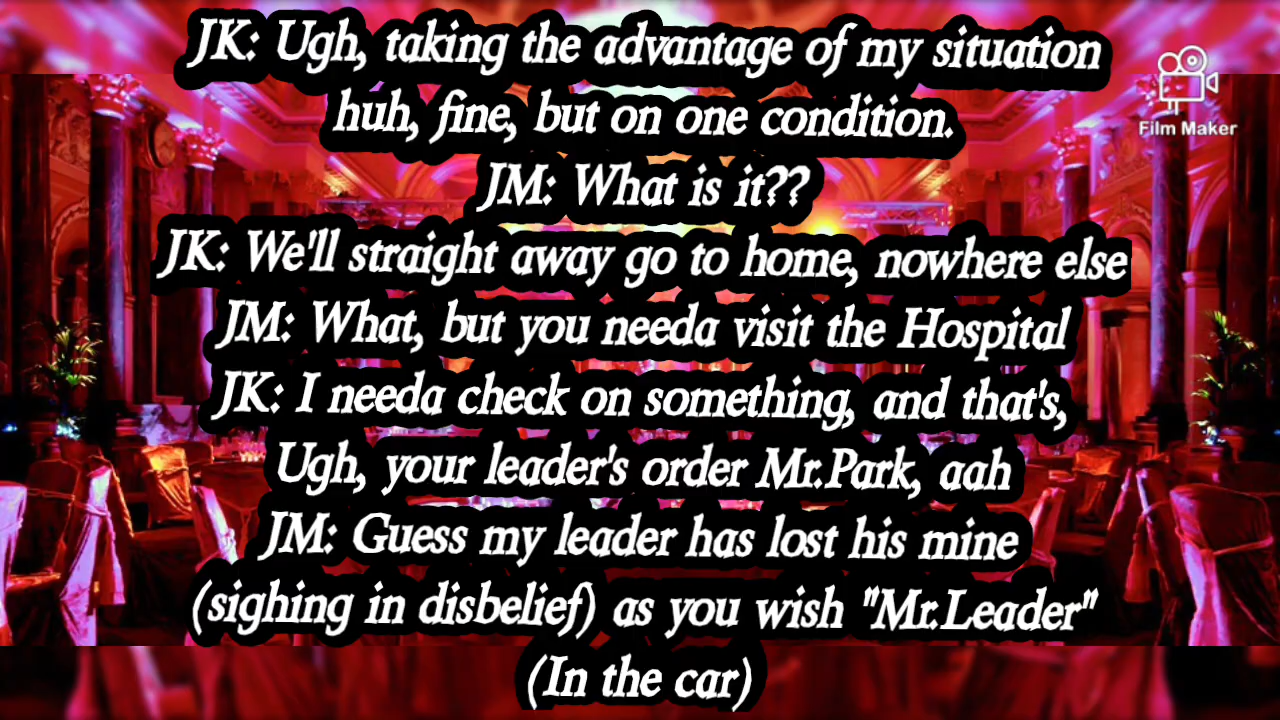 JK: Ugh, taking the advantage of my situation
huh, fine, but on one condition.
JM: What is it??
JK: We'll straight away go to home, nowhere else
JM: What, but you needa visit the Hospital
JK: I needa check on something, and that's,
Ugh, your leader's order Mr.Park, aah
JM: Guess my leader has lost his mine
(sighing in disbelief) as you wish "Mr.Leader"
(In the car)
Film Maker